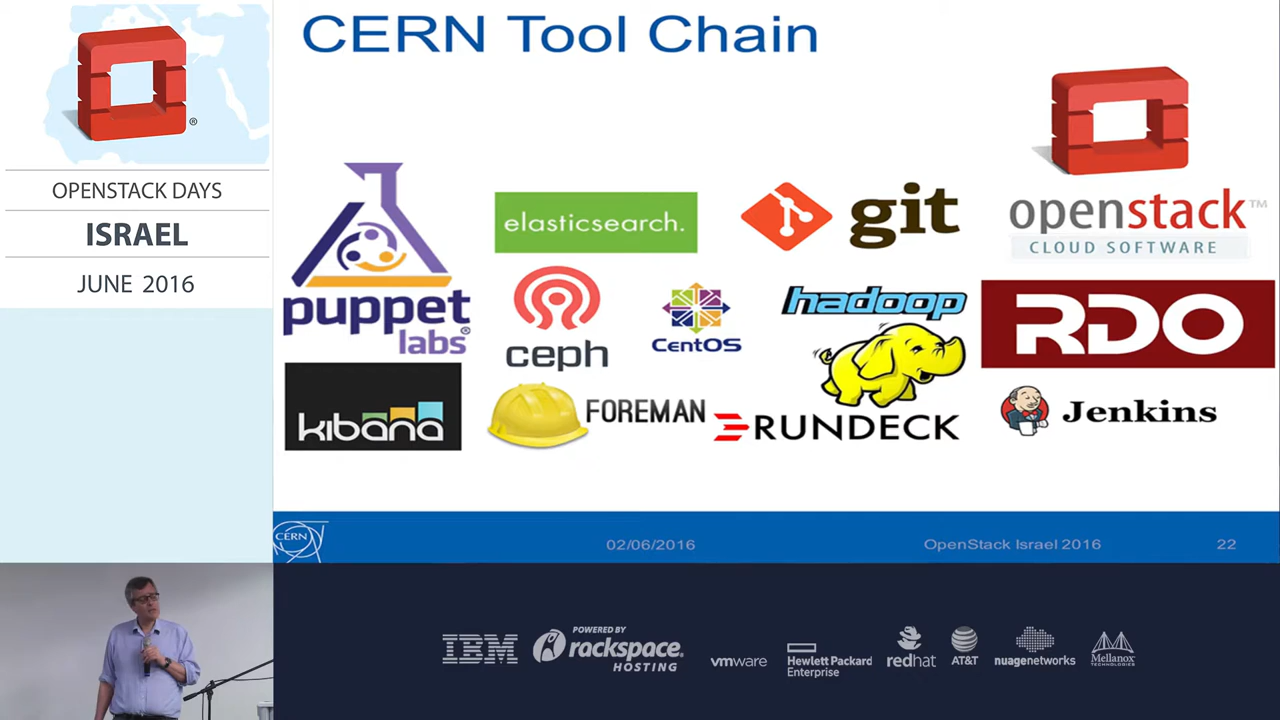 CERN Tool Chain
®
OPENSTACK DAYS
ISRAEL
JUNE 2016
puppet
labs®
elasticsearch.
git
openstack™
CLOUD SOFTWARE
ceph
CentOS
hadoop
RDO
kibana
FOREMAN
RUNDECK
Jenkins
CERN
02/06/2016
OpenStack Israel 2016
22
IBM
POWERED BY
rackspace®
HOSTING
vmware
Hewlett Packard
Enterprise
redhat
AT&T
nuagenetworks
Mellanox
TECHNOLOGIES